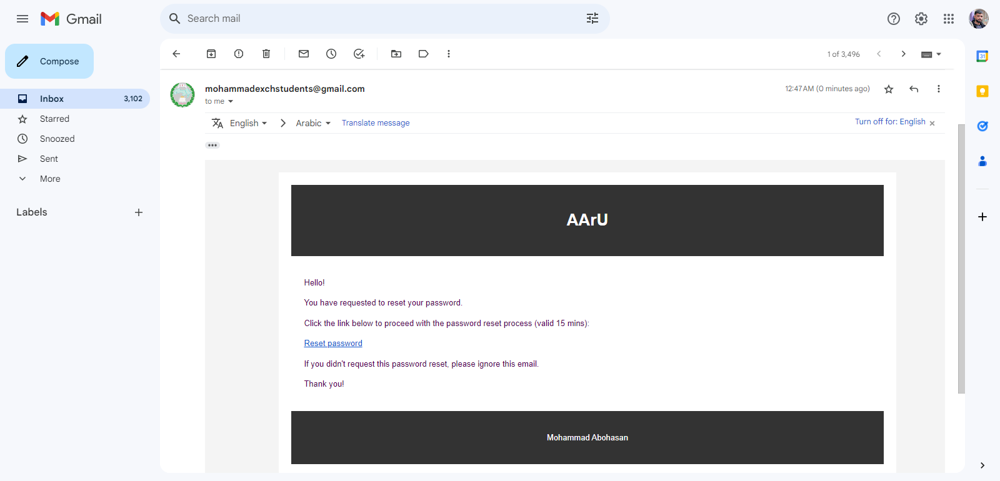 Gmail
Search mail
Compose
1 of 3,496
Inbox 3,102
Starred
Snoozed
Sent
More
Labels
mohammadexchstudents@gmail.com
12:47 AM (0 minutes ago)
to me
English
Arabic
Translate message
Turn off for: English
AArU
Hello!
You have requested to reset your password.
Click the link below to proceed with the password reset process (valid 15 mins):
Reset password
If you didn't request this password reset, please ignore this email.
Thank you!
Mohammad Abohasan
31